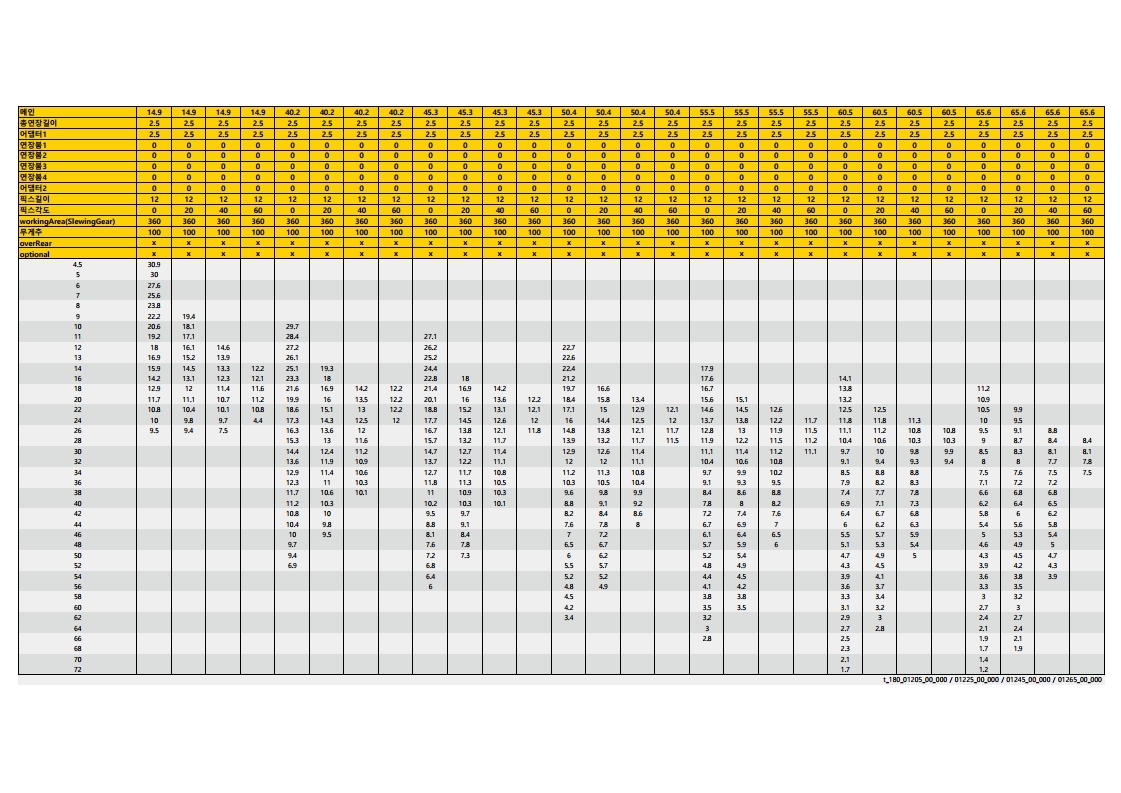 메인 14.9 14.9 14.9 14.9 40.2 40.2 40.2 40.2 45.3 45.3 45.3 45.3 50.4 50.4 50.4 50.4 55.5 55.5 55.5 55.5 60.5 60.5 60.5 60.5 65.6 65.6 65.6 65.6
총연장길이 2.5 2.5 2.5 2.5 2.5 2.5 2.5 2.5 2.5 2.5 2.5 2.5 2.5 2.5 2.5 2.5 2.5 2.5 2.5 2.5 2.5 2.5 2.5 2.5 2.5 2.5 2.5 2.5
어댑터1 2.5 2.5 2.5 2.5 2.5 2.5 2.5 2.5 2.5 2.5 2.5 2.5 2.5 2.5 2.5 2.5 2.5 2.5 2.5 2.5 2.5 2.5 2.5 2.5 2.5 2.5 2.5 2.5
연장붐1 0 0 0 0 0 0 0 0 0 0 0 0 0 0 0 0 0 0 0 0 0 0 0 0 0 0 0 0
연장붐2 0 0 0 0 0 0 0 0 0 0 0 0 0 0 0 0 0 0 0 0 0 0 0 0 0 0 0 0
연장붐3 0 0 0 0 0 0 0 0 0 0 0 0 0 0 0 0 0 0 0 0 0 0 0 0 0 0 0 0
연장붐4 0 0 0 0 0 0 0 0 0 0 0 0 0 0 0 0 0 0 0 0 0 0 0 0 0 0 0 0
어댑터2 0 0 0 0 0 0 0 0 0 0 0 0 0 0 0 0 0 0 0 0 0 0 0 0 0 0 0 0
픽스길이 12 12 12 12 12 12 12 12 12 12 12 12 12 12 12 12 12 12 12 12 12 12 12 12 12 12 12 12
픽스각도 0 20 40 60 0 20 40 60 0 20 40 60 0 20 40 60 0 20 40 60 0 20 40 60 0 20 40 60
workingArea(SlewingGear) 360 360 360 360 360 360 360 360 360 360 360 360 360 360 360 360 360 360 360 360 360 360 360 360 360 360 360 360
무게추 100 100 100 100 100 100 100 100 100 100 100 100 100 100 100 100 100 100 100 100 100 100 100 100 100 100 100 100
overRear x x x x x x x x x x x x x x x x x x x x x x x x x x x x
optional x x x x x x x x x x x x x x x x x x x x x x x x x x x x
4.5 30.9
5 30
6 27.6
7 25.6
8 23.8
9 22.2 19.4
10 20.6 18.1 29.7
11 19.2 17.1 28.4 27.1
12 18 16.1 14.6 27.2 26.2 22.7
13 16.9 15.2 13.9 26.1 25.2 22.6
14 15.9 14.5 13.3 12.2 25.1 19.3 24.4 22.4 17.9
16 14.2 13.1 12.3 12.1 23.3 18 22.8 18 21.2 17.6 14.1
18 12.9 12 11.4 11.6 21.6 16.9 14.2 12.2 21.4 16.9 14.2 19.7 16.6 16.7 13.8 11.2
20 11.7 11.1 10.7 11.2 19.9 16 13.5 12.2 20.1 16 13.6 12.2 18.4 15.8 13.4 15.6 15.1 13.2 10.9
22 10.8 10.4 10.1 10.8 18.6 15.1 13 12.2 18.8 15.2 13.1 12.1 17.1 15 12.9 12.1 14.6 14.5 12.6 12.5 12.5 10.5 9.9
24 10 9.8 9.7 4.4 17.3 14.3 12.5 12 17.7 14.5 12.6 12 16 14.4 12.5 12 13.7 13.8 12.2 11.7 11.8 11.8 11.3 10 9.5
26 9.5 9.4 7.5 16.3 13.6 12 16.7 13.8 12.1 11.8 14.8 13.8 12.1 11.7 12.8 13 11.9 11.5 11.1 11.2 10.8 10.8 9.5 9.1 8.8
28 15.3 13 11.6 15.7 13.2 11.7 13.9 13.2 11.7 11.5 11.9 12.2 11.5 11.2 10.4 10.6 10.3 10.3 9 8.7 8.4 8.4
30 14.4 12.4 11.2 14.7 12.7 11.4 12.9 12.6 11.4 11.1 11.4 11.2 11.1 9.7 10 9.8 9.9 8.5 8.3 8.1 8.1
32 13.6 11.9 10.9 13.7 12.2 11.1 12 12 11.1 10.4 10.6 10.8 9.1 9.4 9.3 9.4 8 8 7.7 7.8
34 12.9 11.4 10.6 12.7 11.7 10.8 11.2 11.3 10.8 9.7 9.9 10.2 8.5 8.8 8.8 7.5 7.6 7.5 7.5
36 12.3 11 10.3 11.8 11.3 10.5 10.3 10.5 10.4 9.1 9.3 9.5 7.9 8.2 8.3 7.1 7.2 7.2
38 11.7 10.6 10.1 11 10.9 10.3 9.6 9.8 9.9 8.4 8.6 8.8 7.4 7.7 7.8 6.6 6.8 6.8
40 11.2 10.3 10.2 10.3 10.1 8.8 9.1 9.2 7.8 8 8.2 6.9 7.1 7.3 6.2 6.4 6.5
42 10.8 10 9.5 9.7 8.2 8.4 8.6 7.2 7.4 7.6 6.4 6.7 6.8 5.8 6 6.2
44 10.4 9.8 8.8 9.1 7.6 7.8 8 6.7 6.9 7 6 6.2 6.3 5.4 5.6 5.8
46 10 9.5 8.1 8.4 7 7.2 6.1 6.4 6.5 5.5 5.7 5.9 5 5.3 5.4
48 9.7 7.6 7.8 6.5 6.7 5.7 5.9 6 5.1 5.3 5.4 4.6 4.9 5
50 9.4 7.2 7.3 6 6.2 5.2 5.4 4.7 4.9 5 4.3 4.5 4.7
52 6.9 6.8 5.5 5.7 4.8 4.9 4.3 4.5 3.9 4.2 4.3
54 6.4 5.2 5.2 4.4 4.5 3.9 4.1 3.6 3.8 3.9
56 6 4.8 4.9 4.1 4.2 3.6 3.7 3.3 3.5
58 4.5 3.8 3.8 3.3 3.4 3 3.2
60 4.2 3.5 3.5 3.1 3.2 2.7 3
62 3.4 3.2 2.9 3 2.4 2.7
64 3 2.7 2.8 2.1 2.4
66 2.8 2.5 1.9 2.1
68 2.3 1.7 1.9
70 2.1 1.4
72 1.7 1.2
t_180_01205_00_000 / 01225_00_000 / 01245_00_000 / 01265_00_000